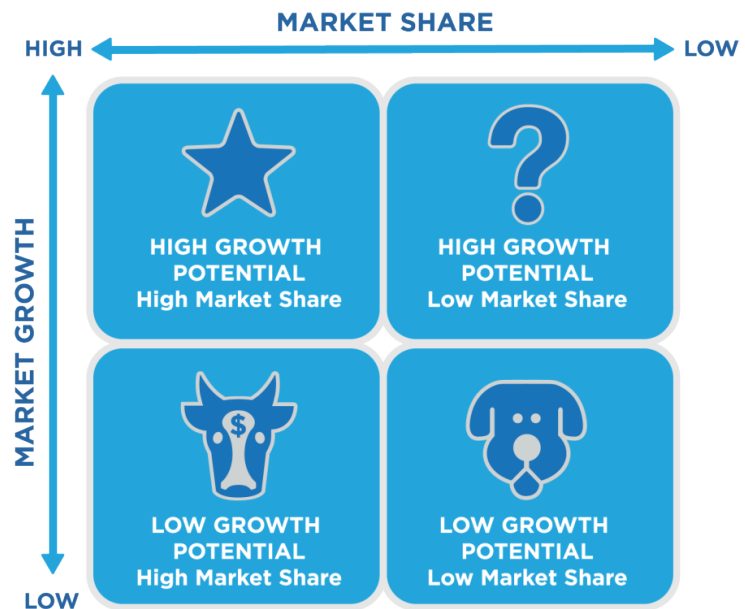 MARKET SHARE
HIGH
LOW
MARKET GROWTH
HIGH GROWTH
POTENTIAL
High Market Share
HIGH GROWTH
POTENTIAL
Low Market Share
$
LOW GROWTH
POTENTIAL
High Market Share
LOW GROWTH
POTENTIAL
Low Market Share
LOW